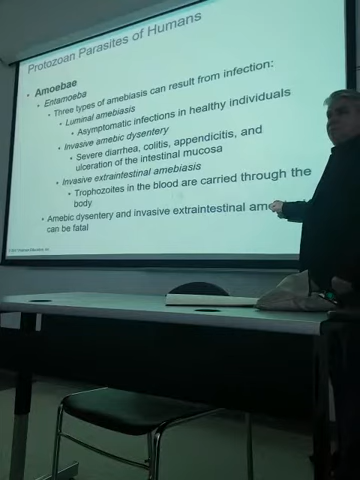 Protozoan Parasites of Humans
• Amoebae
• Entamoeba
• Three types of amebiasis can result from infection:
• Luminal amebiasis
• Asymptomatic infections in healthy individuals
• Invasive amebic dysentery
• Severe diarrhea, colitis, appendicitis, and
ulceration of the intestinal mucosa
• Invasive extraintestinal amebiasis
• Trophozoites in the blood are carried through the
body
• Amebic dysentery and invasive extraintestinal
can be fatal